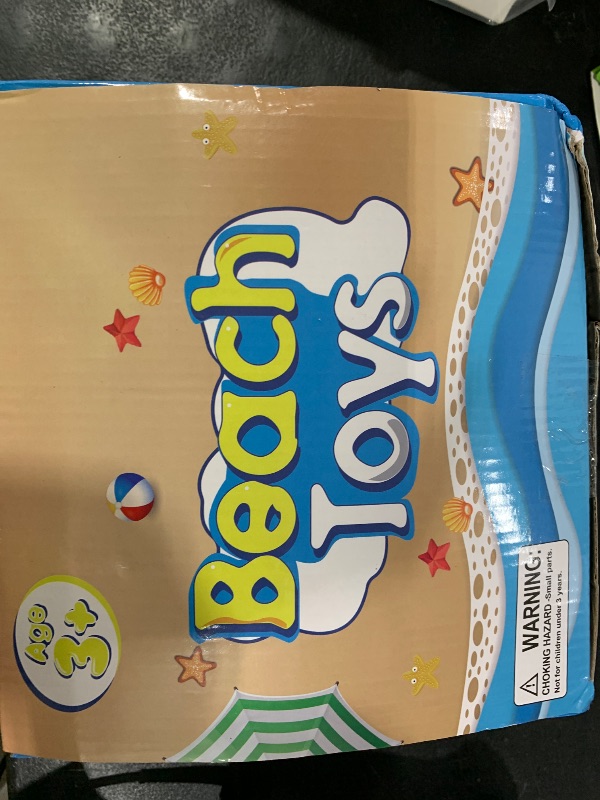 Age
3+
Beach
Toys
WARNING:
CHOKING HAZARD -Small parts.
Not for children under 3 years.